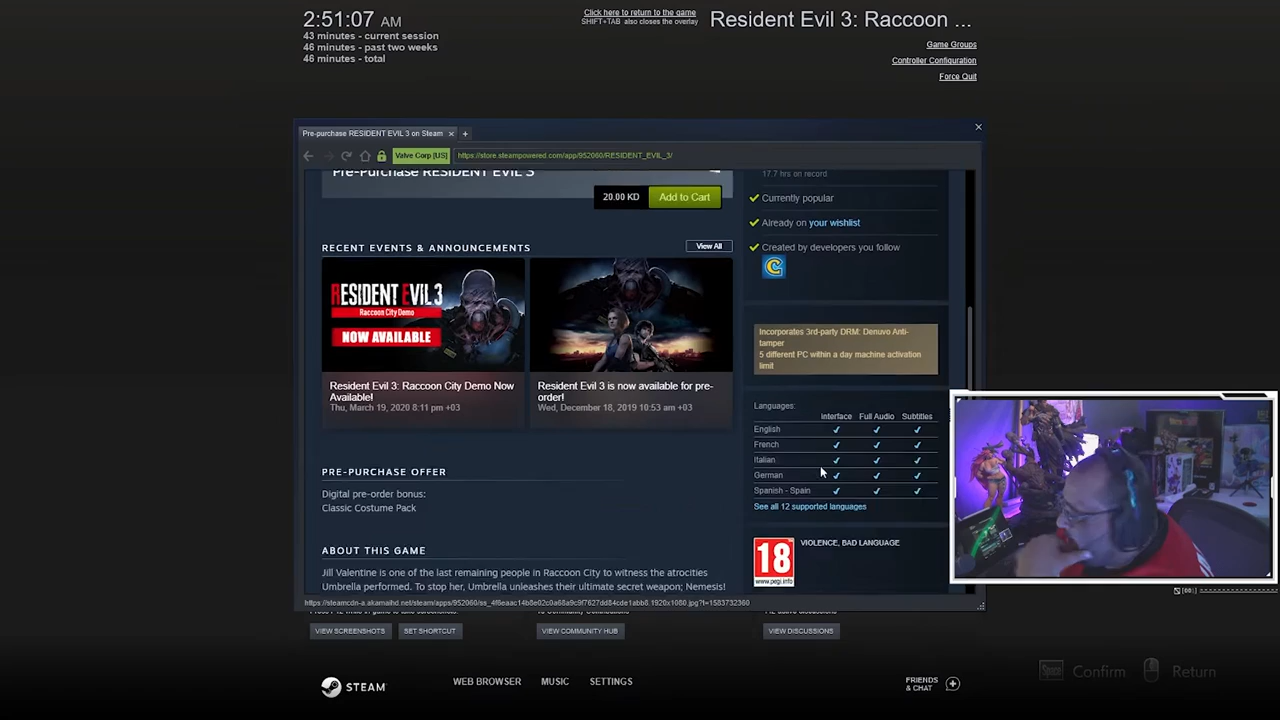 2:51:07 AM
43 minutes - current session
46 minutes - past two weeks
46 minutes - total
Click here to return to the game
SHIFT+TAB also closes the overlay
Resident Evil 3: Raccoon ...
Game Groups
Controller Configuration
Force Quit
Pre-purchase RESIDENT EVIL 3 on Steam
Valve Corp [US]
https://store.steampowered.com/app/952060/RESIDENT_EVIL_3/
Pre-Purchase RESIDENT EVIL 3
20.00 KD
Add to Cart
RECENT EVENTS & ANNOUNCEMENTS
View All
RESIDENT EVIL 3
Raccoon City Demo
NOW AVAILABLE
Resident Evil 3: Raccoon City Demo Now
Available!
Thu, March 19, 2020 8:11 pm +03
Resident Evil 3 is now available for pre-
order!
Wed, December 18, 2019 10:53 am +03
PRE-PURCHASE OFFER
Digital pre-order bonus:
Classic Costume Pack
ABOUT THIS GAME
Jill Valentine is one of the last remaining people in Raccoon City to witness the atrocities
Umbrella performed. To stop her, Umbrella unleashes their ultimate secret weapon; Nemesis!
17.7 hrs on record
Currently popular
Already on your wishlist
Created by developers you follow
Incorporates 3rd-party DRM: Denuvo Anti-
tamper
5 different PC within a day machine activation
limit
Languages:
Interface Full Audio Subtitles
English
French
Italian
German
Spanish - Spain
See all 12 supported languages
18
www.pegi.info
VIOLENCE, BAD LANGUAGE
VIEW SCREENSHOTS
SET SHORTCUT
VIEW COMMUNITY HUB
VIEW DISCUSSIONS
STEAM
WEB BROWSER
MUSIC
SETTINGS
FRIENDS
& CHAT
Space
Confirm
Return